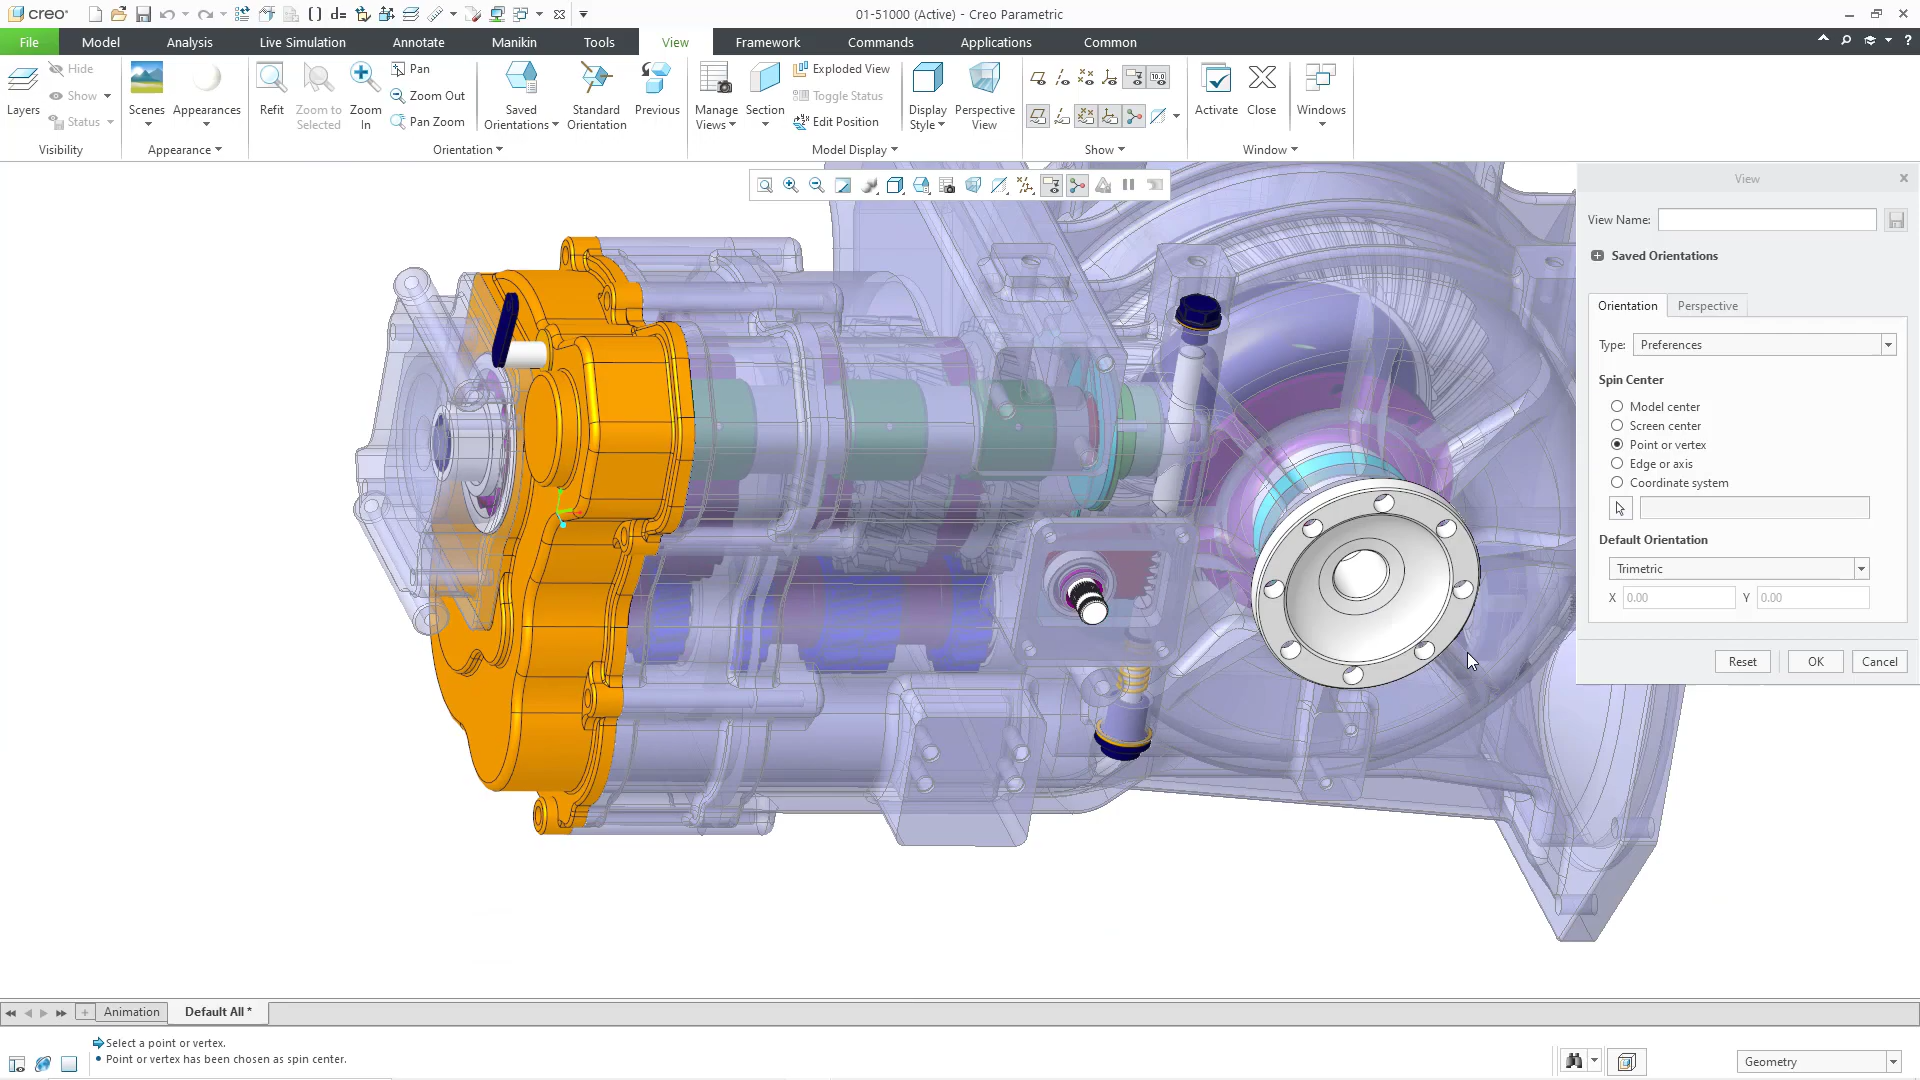 creo
01-51000 (Active) - Creo Parametric
File
Model
Analysis
Live Simulation
Annotate
Manikin
Tools
View
Framework
Commands
Applications
Common
Layers
Hide
Show
Status
Visibility
Scenes
Appearances
Appearance
Refit
Zoom to Selected
Zoom In
Pan
Zoom Out
Pan Zoom
Saved Orientations
Standard Orientation
Previous
Orientation
Manage Views
Section
Exploded View
Toggle Status
Edit Position
Model Display
Display Style
Perspective View
10.0
Show
Activate
Close
Windows
Window
View
View Name:
Saved Orientations
Orientation
Perspective
Type: Preferences
Spin Center
Model center
Screen center
Point or vertex
Edge or axis
Coordinate system
Default Orientation
Trimetric
X 0.00 Y 0.00
Reset
OK
Cancel
Animation
Default All *
Select a point or vertex.
Point or vertex has been chosen as spin center.
Geometry